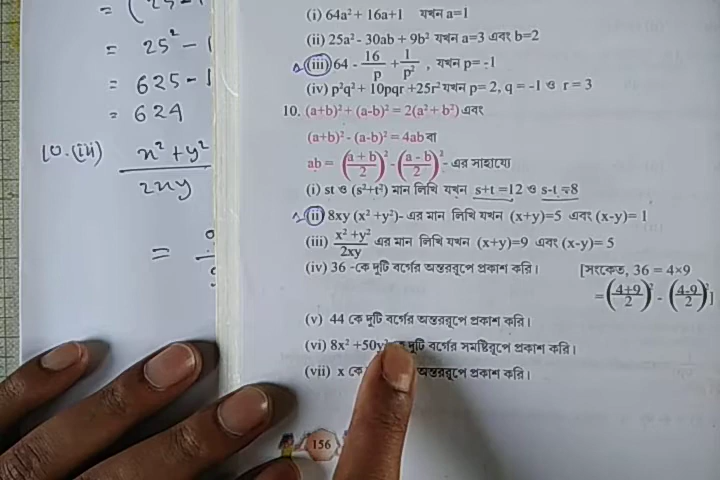 = (25-1
= 25² - 1
= 625 - 1
= 624
10.(iii) x² + y² / 2xy
=
(i) 64a² + 16a+1 যখন a=1
(ii) 25a² - 30ab + 9b² যখন a=3 এবং b=2
(iii) 64 - 16/p + 1/p² , যখন p= -1
(iv) p²q² + 10pqr +25r² যখন p= 2, q = -1 ও r = 3
10. (a+b)² + (a-b)² = 2(a² + b²) এবং
(a+b)² - (a-b)² = 4ab বা
ab = (a + b / 2)² - (a - b / 2)² - এর সাহায্যে
(i) st ও (s²+t²) মান লিখি যখন s+t =12 ও s-t =8
(ii) 8xy (x² +y²)- এর মান লিখি যখন (x+y)=5 এবং (x-y)= 1
(iii) x² +y² / 2xy এর মান লিখি যখন (x+y)=9 এবং (x-y)= 5
(iv) 36 -কে দুটি বর্গের অন্তররূপে প্রকাশ করি। [সংকেত, 36 = 4×9
= (4+9 / 2)² - (4-9 / 2)²]
(v) 44 কে দুটি বর্গের অন্তররূপে প্রকাশ করি।
(vi) 8x² +50y² দুটি বর্গের সমষ্টিরূপে প্রকাশ করি।
(vii) x অন্তররূপে প্রকাশ করি।
156